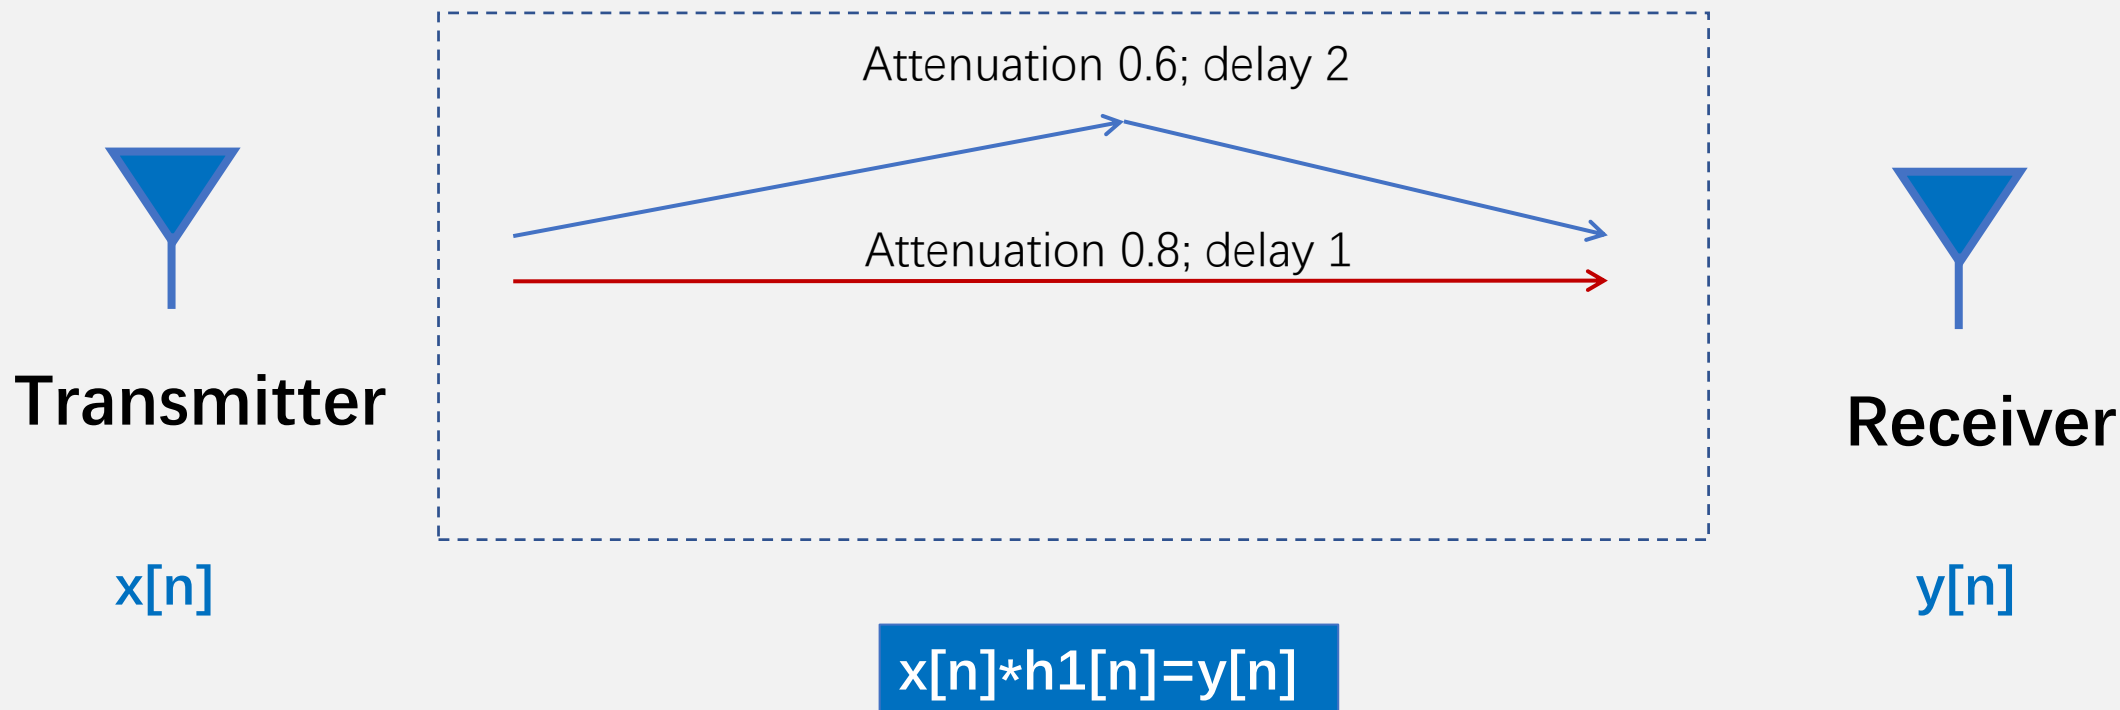 Attenuation 0.6; delay 2
Attenuation 0.8; delay 1
Transmitter
Receiver
x[n]
y[n]
x[n]*h1[n]=y[n]